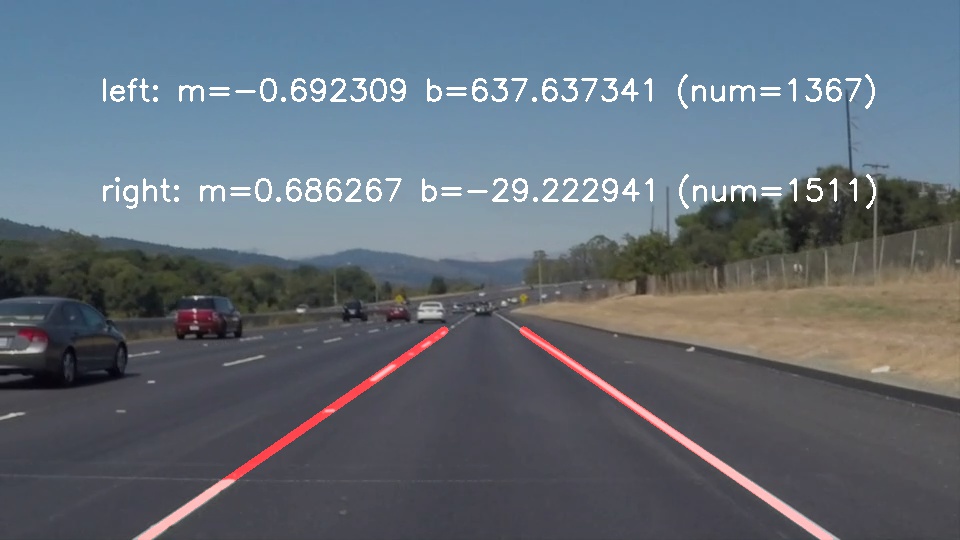 left: m=-0.692309 b=637.637341 (num=1367)
right: m=0.686267 b=-29.222941 (num=1511)